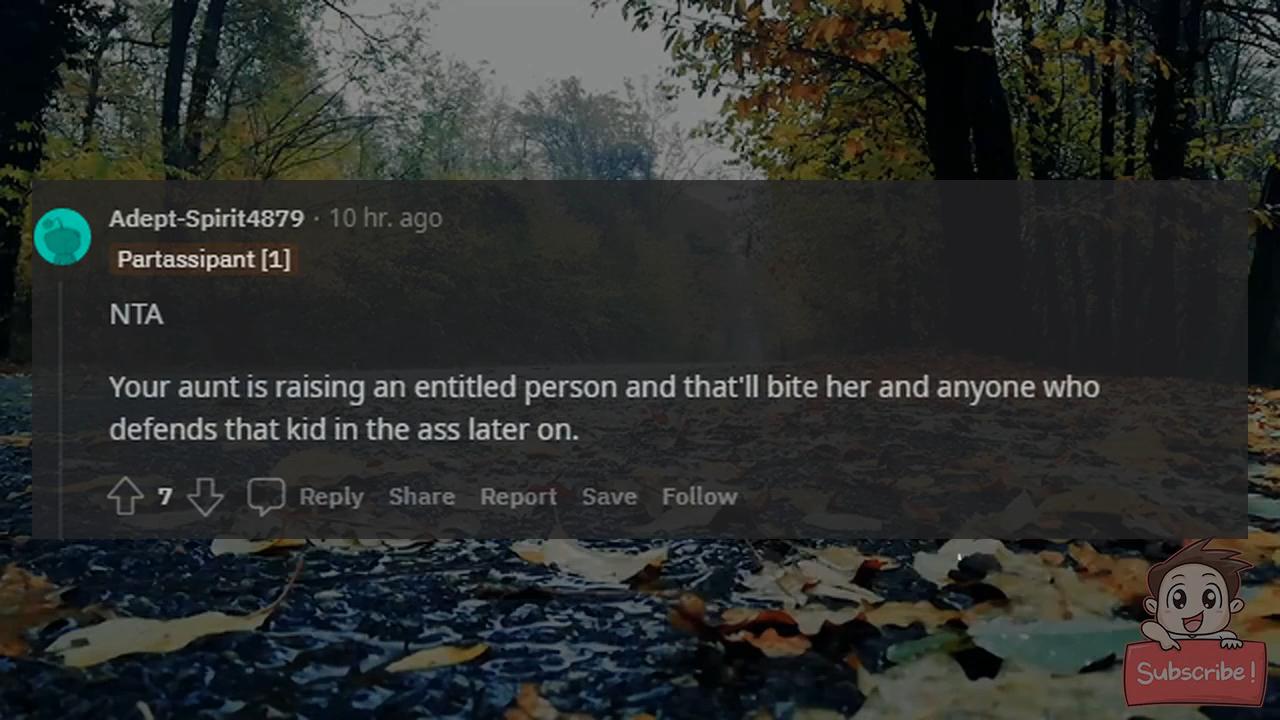 Adept-Spirit4879 · 10 hr. ago
Partassipant [1]
NTA
Your aunt is raising an entitled person and that'll bite her and anyone who
defends that kid in the ass later on.
7 Reply Share Report Save Follow
Subscribe!